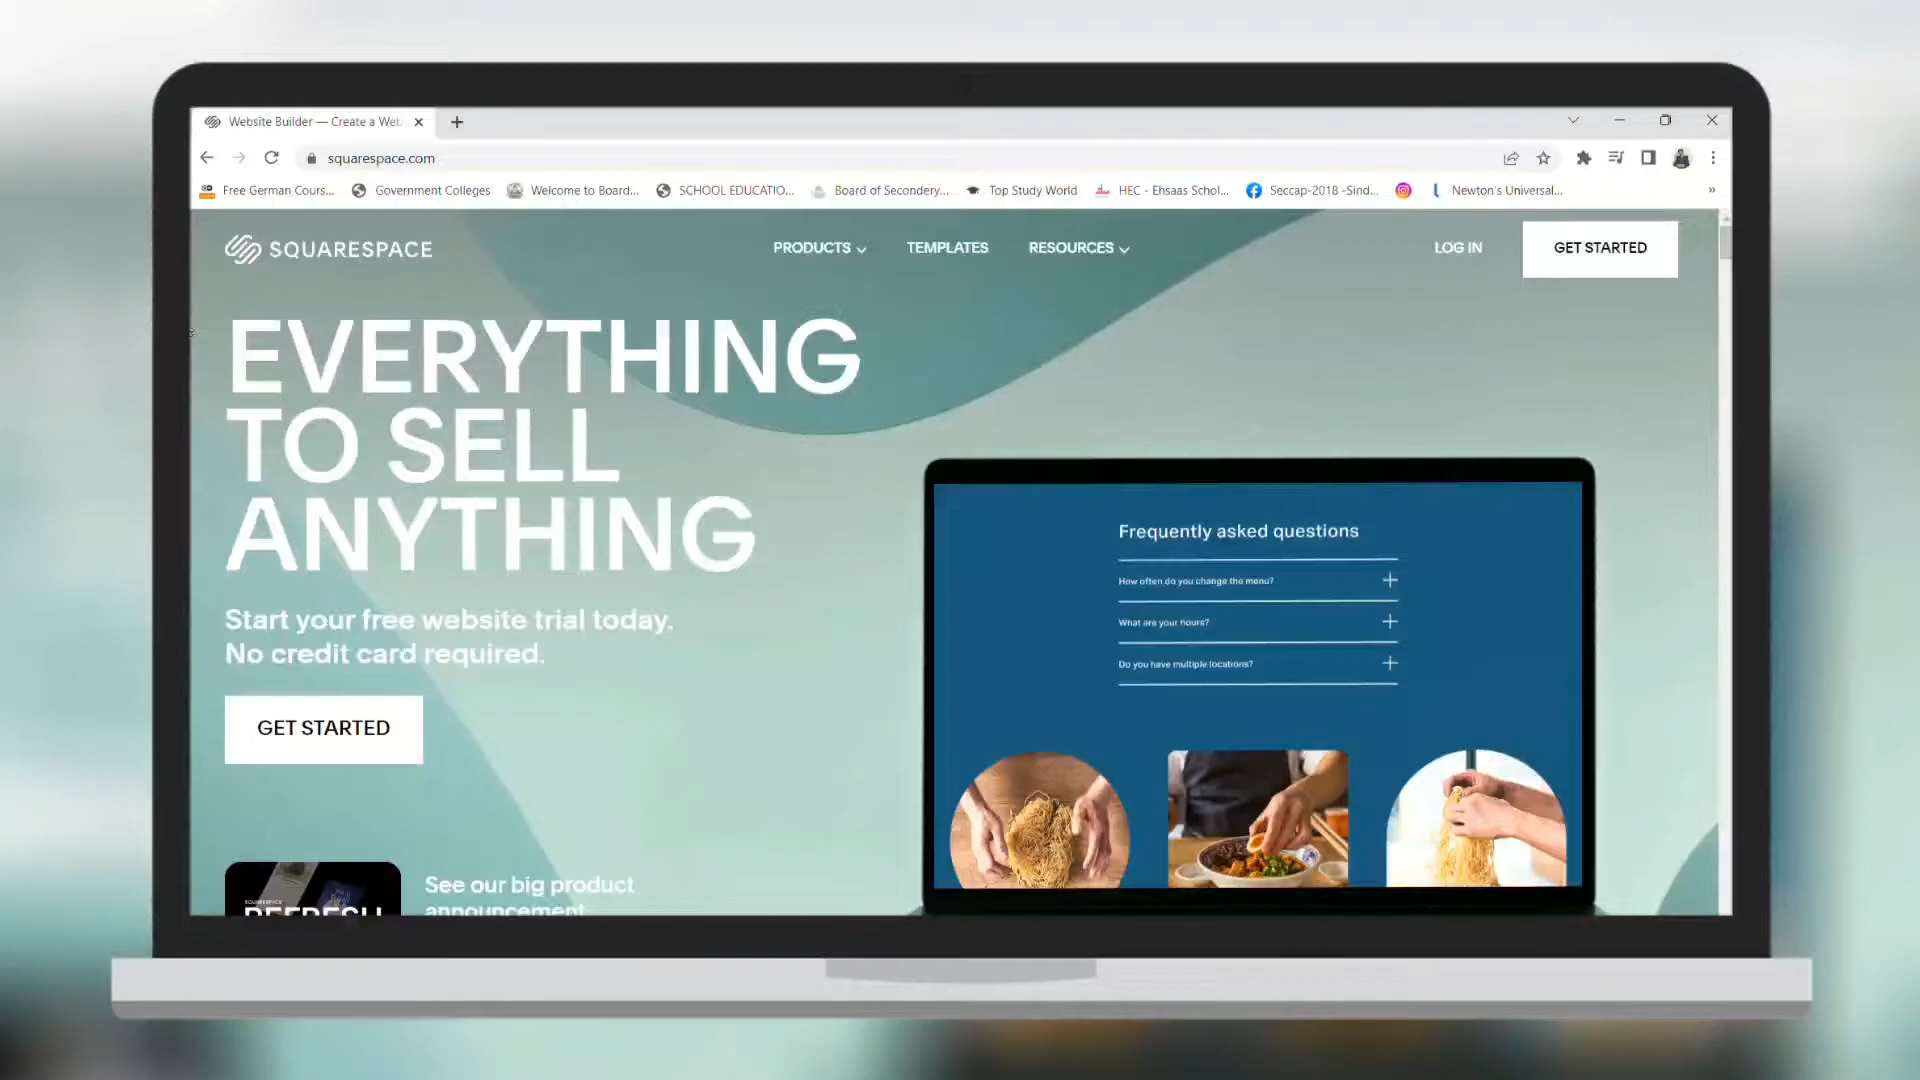 Website Builder — Create a Web
squarespace.com
Free German Cours... Government Colleges Welcome to Board... SCHOOL EDUCATIO... Board of Secondery... Top Study World HEC - Ehsaas Schol... Seccap-2018 -Sind... Newton's Universal... »
SQUARESPACE PRODUCTS TEMPLATES RESOURCES LOG IN GET STARTED
EVERYTHING
TO SELL
ANYTHING
Start your free website trial today.
No credit card required.
GET STARTED
Frequently asked questions
How often do you change the menu?
What are your hours?
Do you have multiple locations?
SQUARESPACE
REFRESH
See our big product
announcement